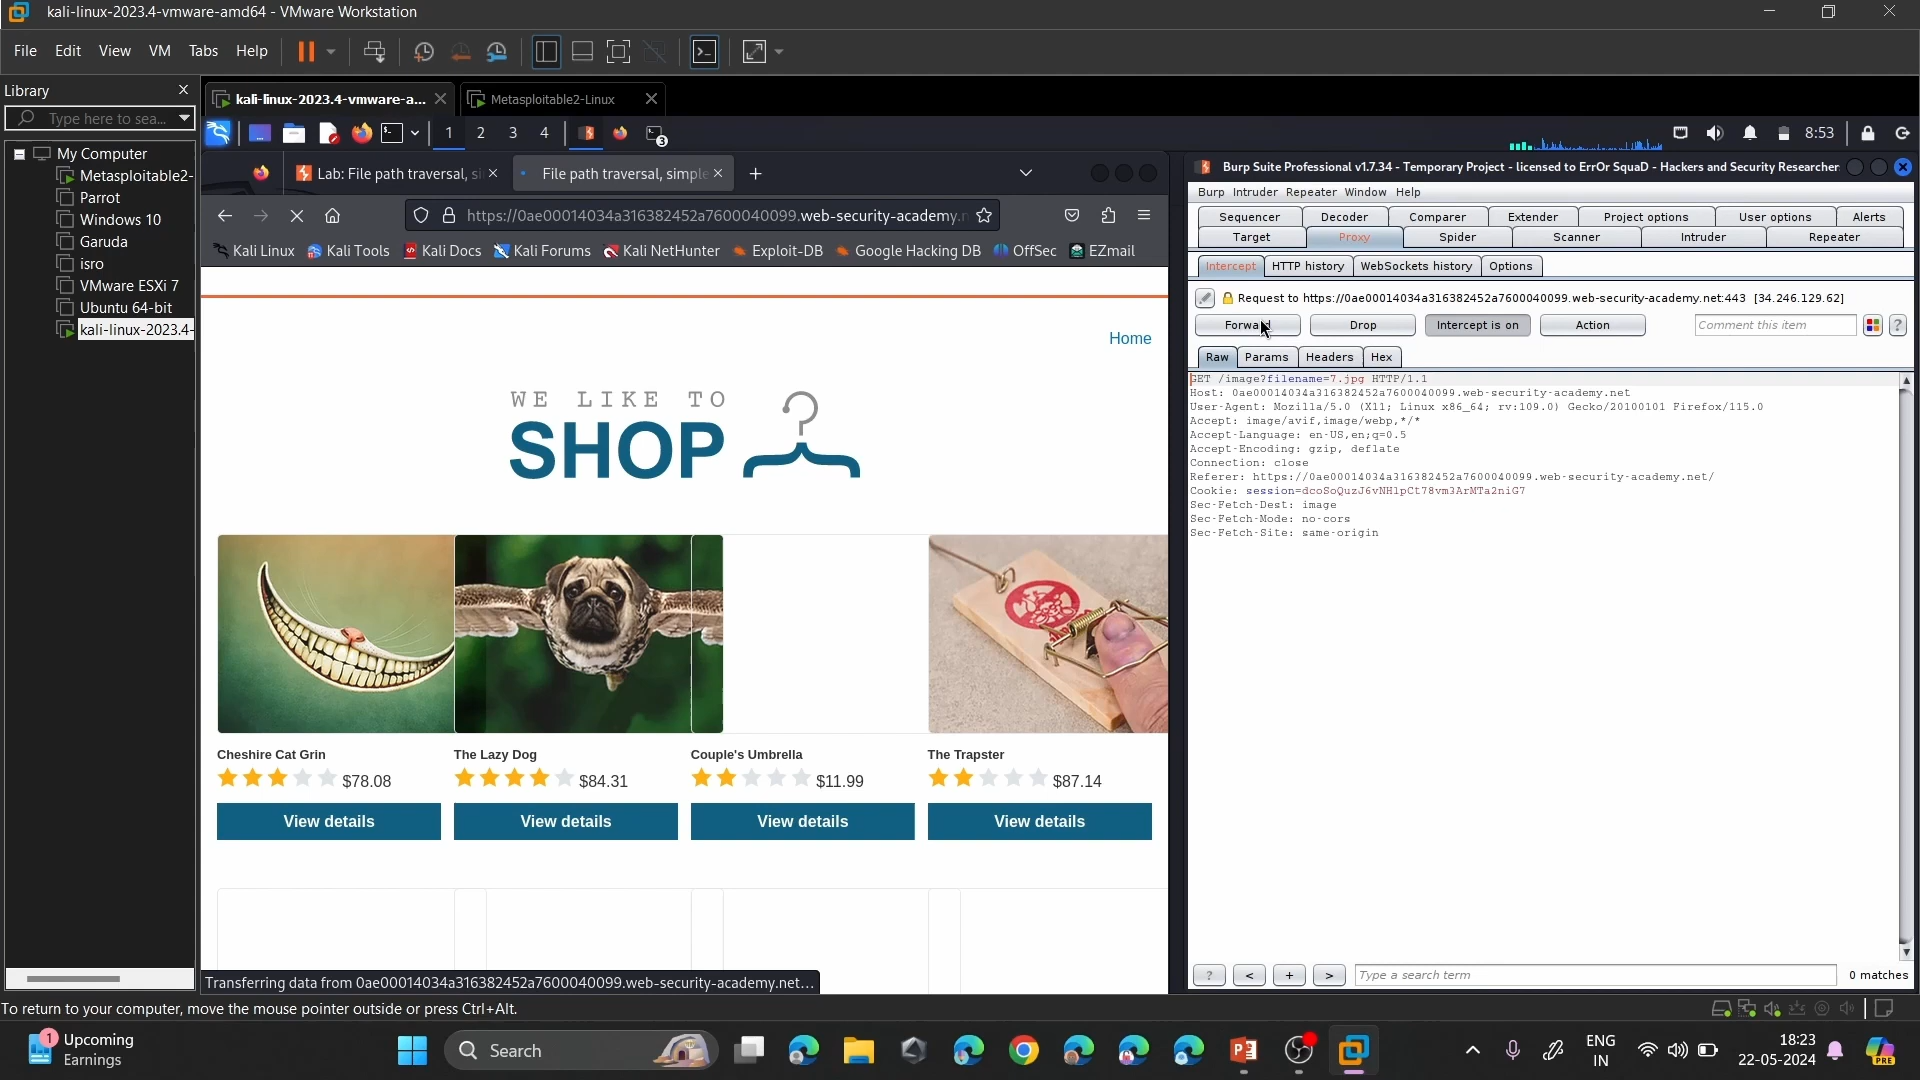 kali-linux-2023.4-vmware-amd64 - VMware Workstation
File Edit View VM Tabs Help
Library
Type here to sea...
My Computer
Metasploitable2-
Parrot
Windows 10
Garuda
isro
VMware ESXi 7
Ubuntu 64-bit
kali-linux-2023.4-
kali-linux-2023.4-vmware-a...
Metasploitable2-Linux
1 2 3 4
3
8:53
Lab: File path traversal, si
File path traversal, simple
https://0ae00014034a316382452a7600040099.web-security-academy.n
Kali Linux Kali Tools Kali Docs Kali Forums Kali NetHunter Exploit-DB Google Hacking DB OffSec EZmail
Home
WE LIKE TO
SHOP
Cheshire Cat Grin
$78.08
View details
The Lazy Dog
$84.31
View details
Couple's Umbrella
$11.99
View details
The Trapster
$87.14
View details
Transferring data from 0ae00014034a316382452a7600040099.web-security-academy.net...
Burp Suite Professional v1.7.34 - Temporary Project - licensed to ErrOr SquaD - Hackers and Security Researcher
Burp Intruder Repeater Window Help
Sequencer Decoder Comparer Extender Project options User options Alerts
Target Proxy Spider Scanner Intruder Repeater
Intercept HTTP history WebSockets history Options
Request to https://0ae00014034a316382452a7600040099.web-security-academy.net:443 [34.246.129.62]
Forward Drop Intercept is on Action Comment this item ?
Raw Params Headers Hex
GET /image?filename=7.jpg HTTP/1.1
Host: 0ae00014034a316382452a7600040099.web-security-academy.net
User-Agent: Mozilla/5.0 (X11; Linux x86_64; rv:109.0) Gecko/20100101 Firefox/115.0
Accept: image/avif,image/webp,*/*
Accept-Language: en-US,en;q=0.5
Accept-Encoding: gzip, deflate
Connection: close
Referer: https://0ae00014034a316382452a7600040099.web-security-academy.net/
Cookie: session=dcoSoQuzJ6vNHlpCt78vm3ArMTa2niG7
Sec-Fetch-Dest: image
Sec-Fetch-Mode: no-cors
Sec-Fetch-Site: same-origin
? < + > Type a search term 0 matches
To return to your computer, move the mouse pointer outside or press Ctrl+Alt.
1
Upcoming
Earnings
Search
ENG
IN
18:23
22-05-2024
PRE